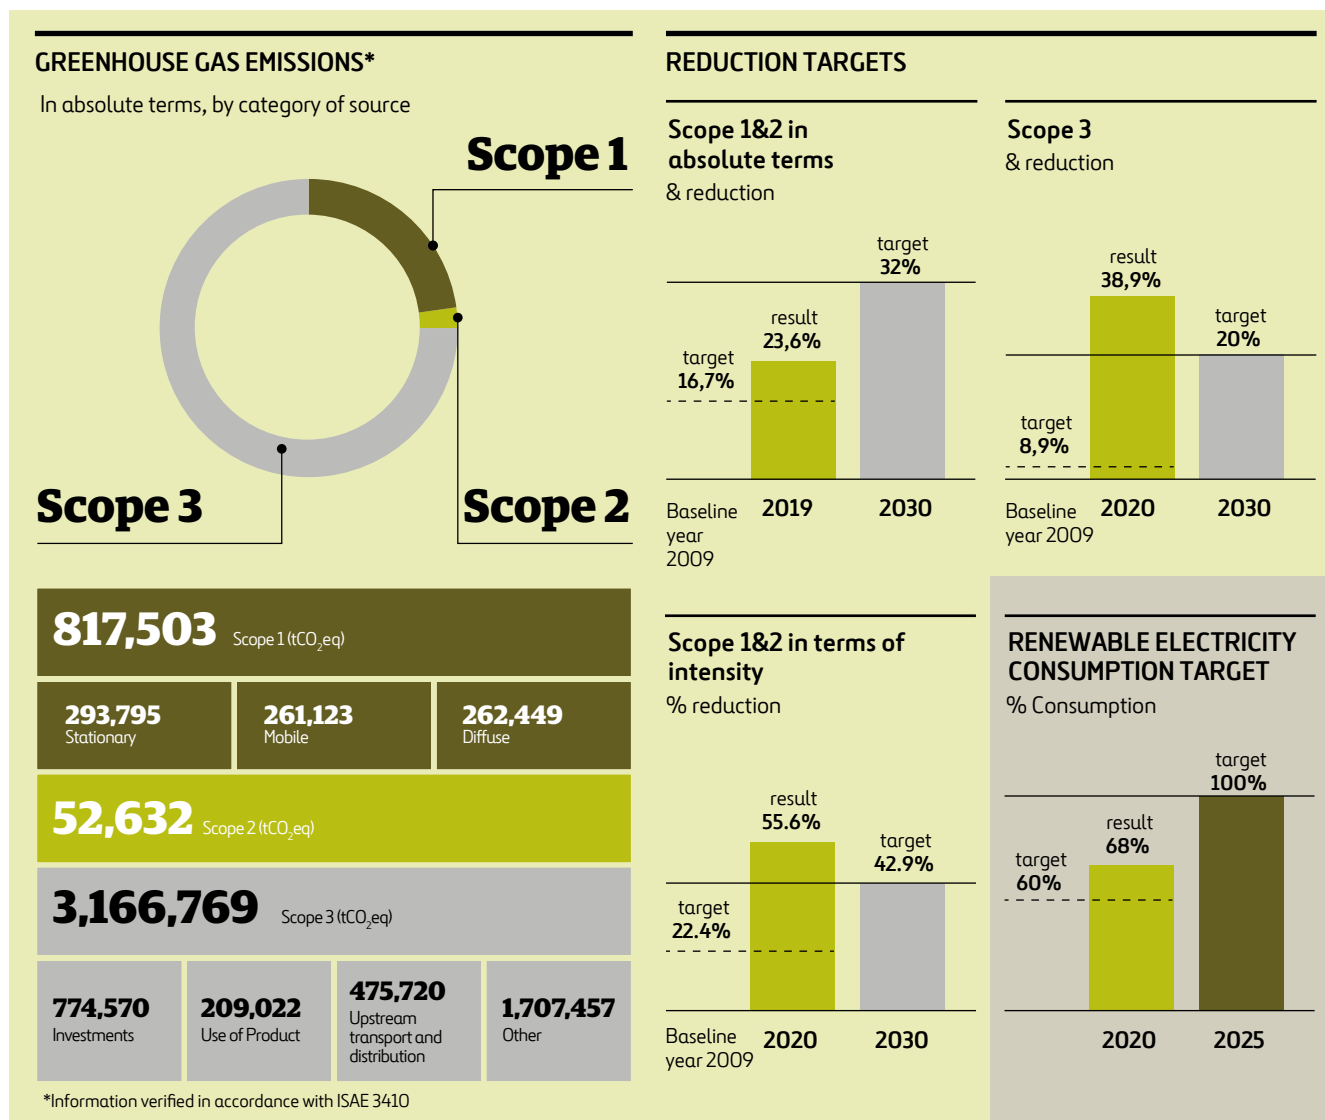 GREENHOUSE GAS EMISSIONS*
In absolute terms, by category of source
Scope 1
Scope 3
Scope 2
817,503 Scope 1 (tCO₂eq)
293,795
Stationary
261,123
Mobile
262,449
Diffuse
52,632 Scope 2 (tCO₂eq)
3,166,769 Scope 3 (tCO₂eq)
774,570
Investments
209,022
Use of Product
475,720
Upstream
transport and
distribution
1,707,457
Other
*Information verified in accordance with ISAE 3410
REDUCTION TARGETS
Scope 1&2 in
absolute terms
& reduction
target
16,7%
result
23,6%
target
32%
Baseline
year
2009
2019
2030
Scope 3
& reduction
target
8,9%
result
38,9%
target
20%
Baseline
year 2009
2020
2030
Scope 1&2 in terms of
intensity
% reduction
target
22.4%
result
55.6%
target
42.9%
Baseline
year 2009
2020
2030
RENEWABLE ELECTRICITY
CONSUMPTION TARGET
% Consumption
target
60%
result
68%
target
100%
2020
2025